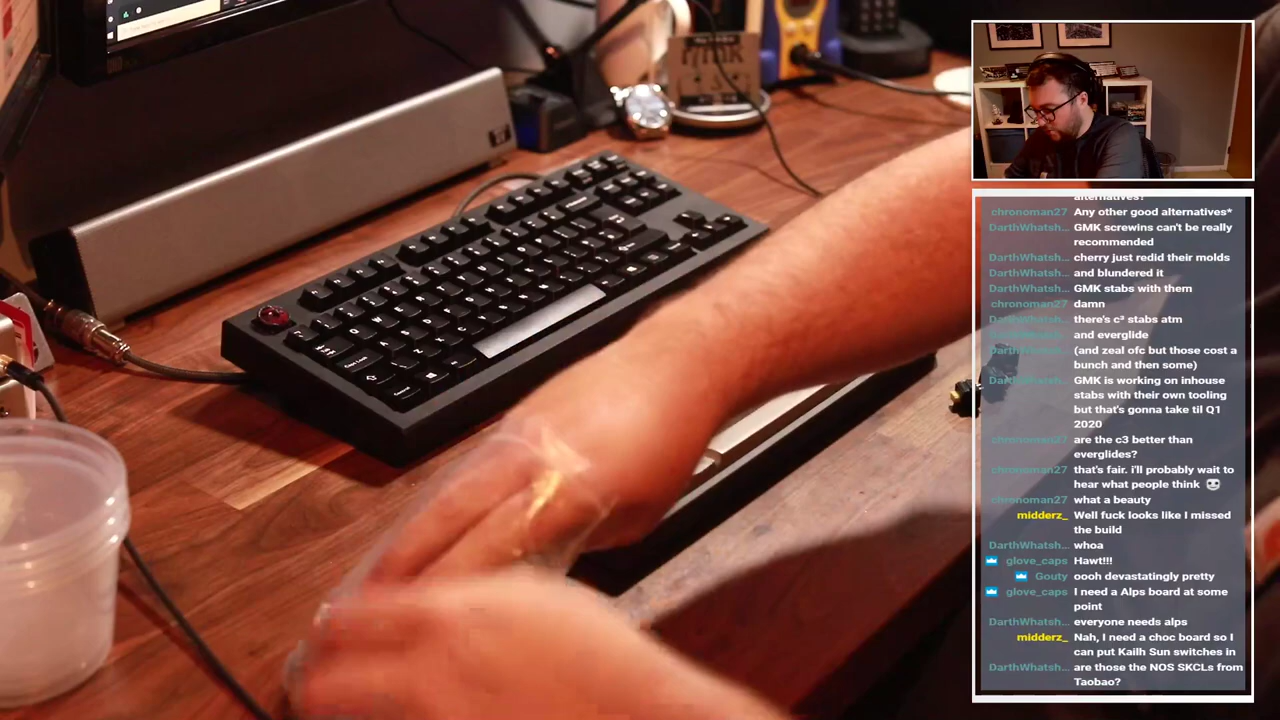 alternatives?
chronoman27 Any other good alternatives*
DarthWhatsh... GMK screwins can't be really
recommended
DarthWhatsh... cherry just redid their molds
DarthWhatsh... and blundered it
DarthWhatsh... GMK stabs with them
chronoman27 damn
DarthWhatsh... there's c³ stabs atm
DarthWhatsh... and everglide
DarthWhatsh... (and zeal ofc but those cost a
bunch and then some)
DarthWhatsh... GMK is working on inhouse
stabs with their own tooling
but that's gonna take til Q1
2020
chronoman27 are the c3 better than
everglides?
chronoman27 that's fair. i'll probably wait to
hear what people think
chronoman27 what a beauty
midderz_ Well fuck looks like I missed
the build
DarthWhatsh... whoa
glove_caps Hawt!!!
Gouty oooh devastatingly pretty
glove_caps I need a Alps board at some
point
DarthWhatsh... everyone needs alps
midderz_ Nah, I need a choc board so I
can put Kailh Sun switches in
DarthWhatsh... are those the NOS SKCLs from
Taobao?